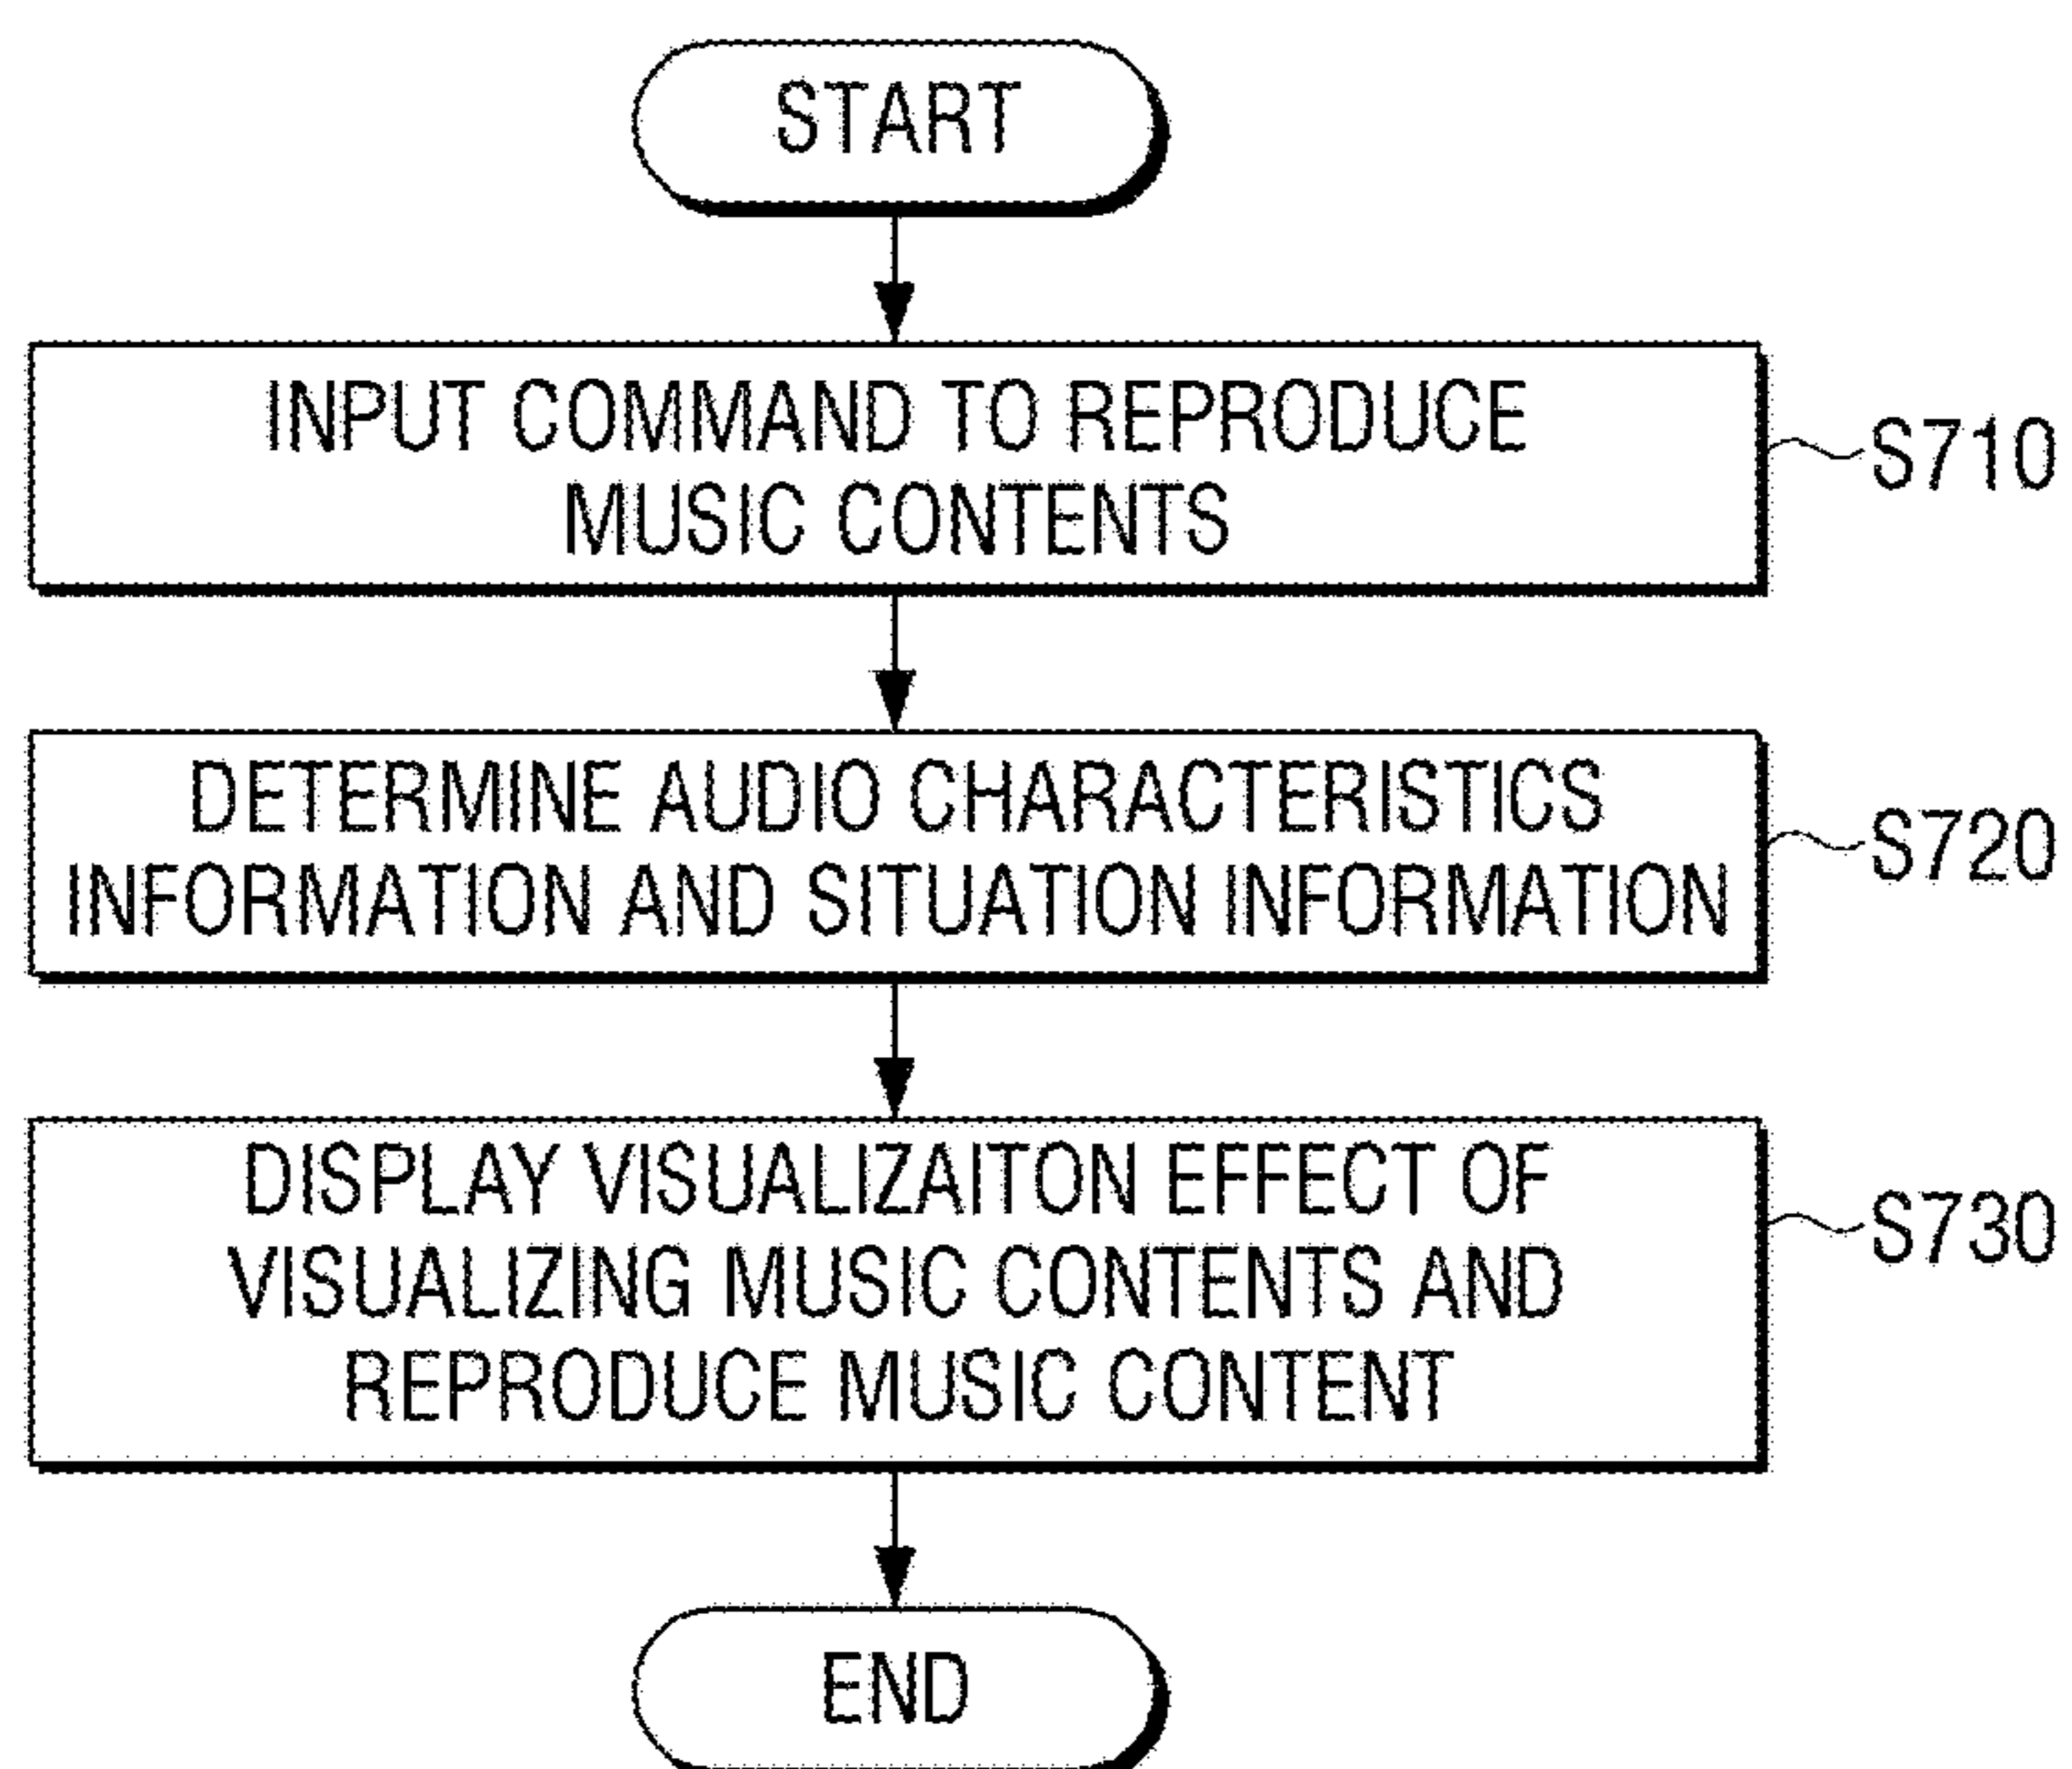 START
INPUT COMMAND TO REPRODUCE
MUSIC CONTENTS
S710
DETERMINE AUDIO CHARACTERISTICS
INFORMATION AND SITUATION INFORMATION
S720
DISPLAY VISUALIZAITON EFFECT OF
VISUALIZING MUSIC CONTENTS AND
REPRODUCE MUSIC CONTENT
S730
END